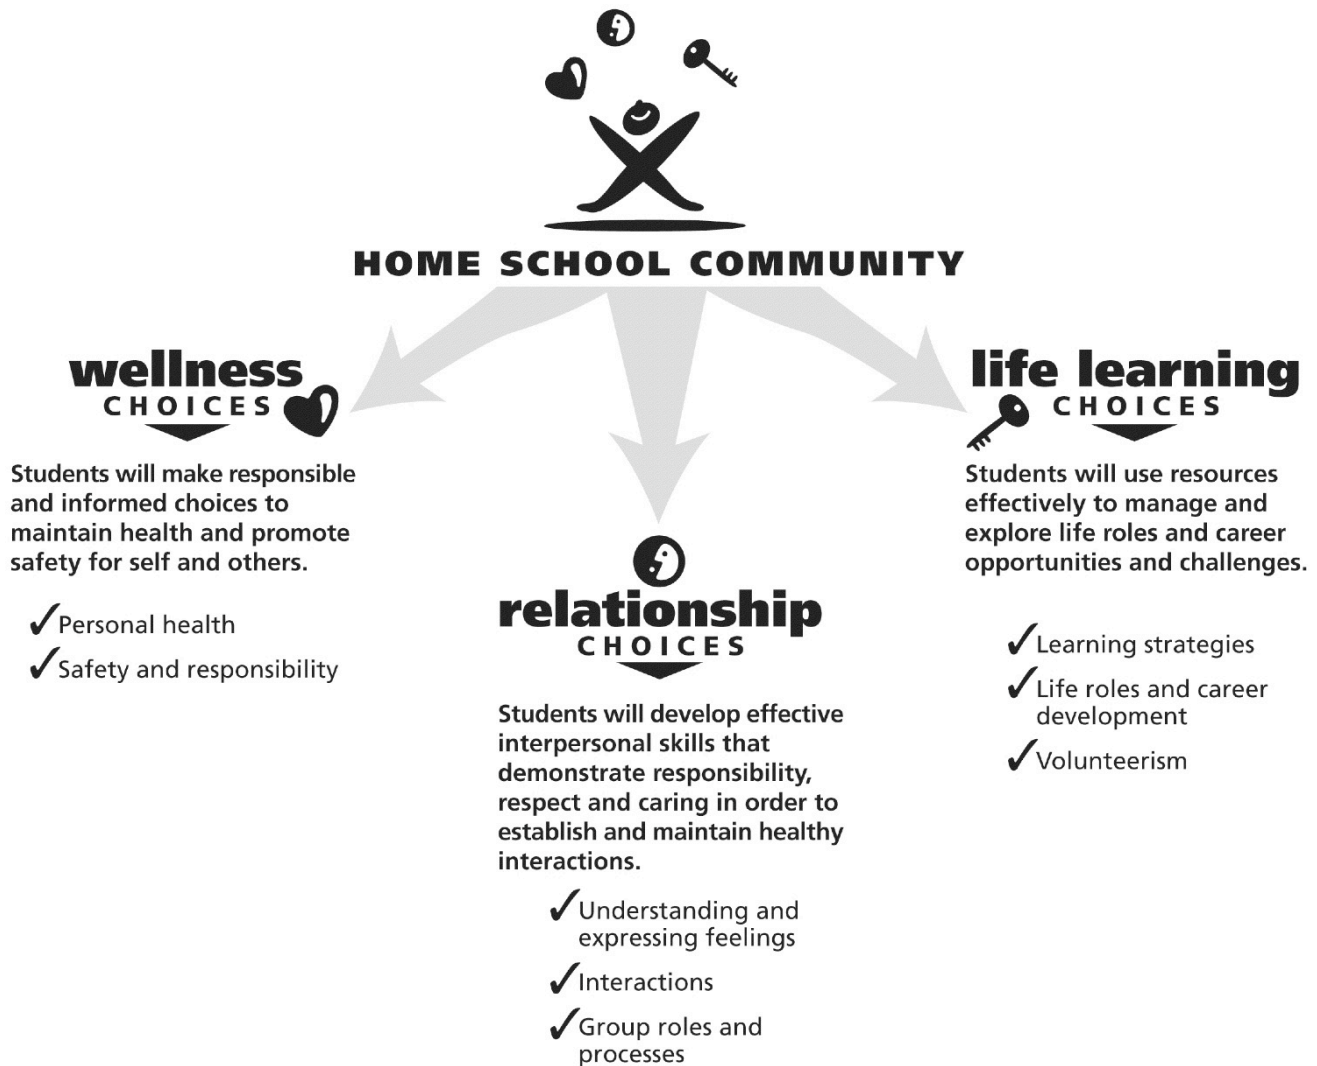 HOME SCHOOL COMMUNITY
wellness
CHOICES
Students will make responsible
and informed choices to
maintain health and promote
safety for self and others.
✓Personal health
✓Safety and responsibility
relationship
CHOICES
Students will develop effective
interpersonal skills that
demonstrate responsibility,
respect and caring in order to
establish and maintain healthy
interactions.
✓Understanding and
expressing feelings
✓Interactions
✓Group roles and
processes
life learning
CHOICES
Students will use resources
effectively to manage and
explore life roles and career
opportunities and challenges.
✓Learning strategies
✓Life roles and career
development
✓Volunteerism